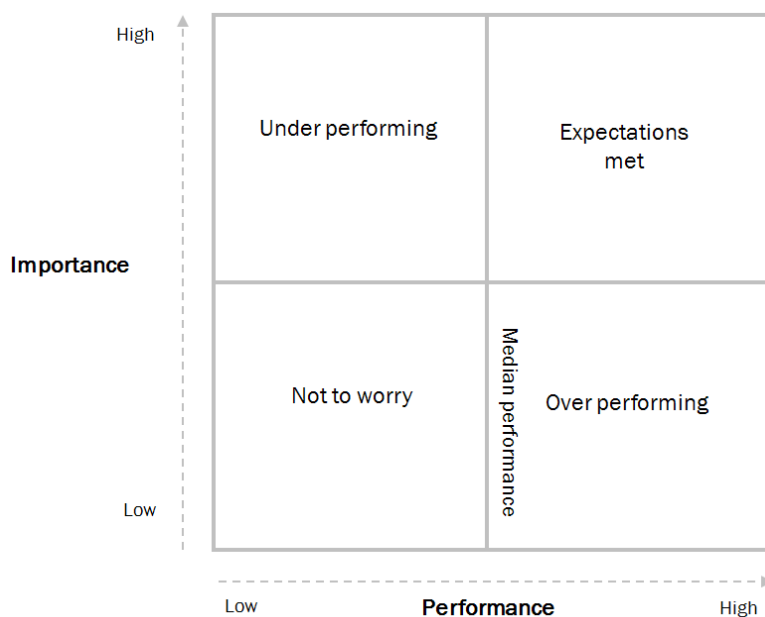 High
Under performing
Expectations
met
Importance
Not to worry
Median performance
Over performing
Low
Low
Performance
High